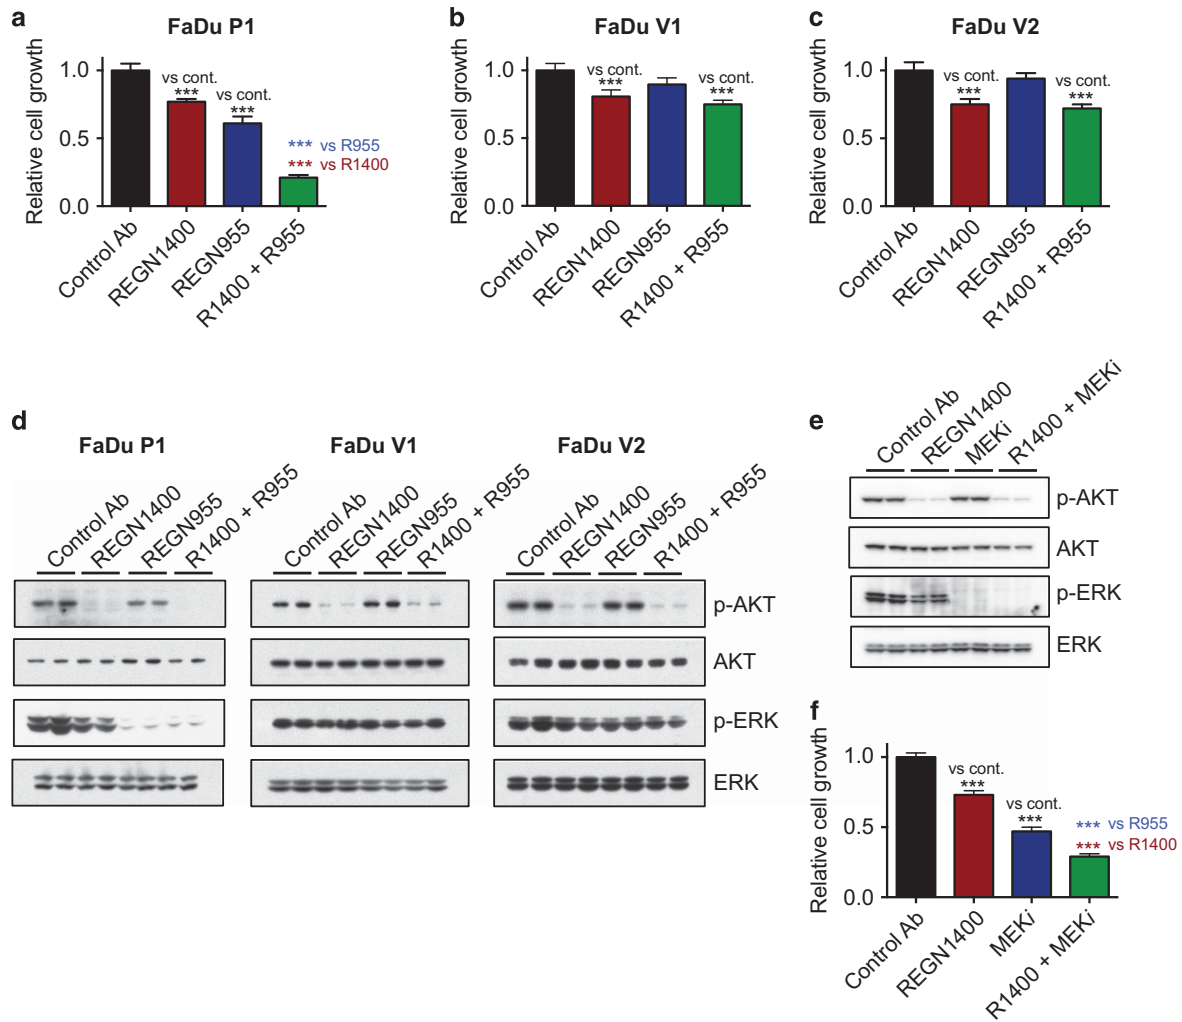 a
FaDu P1
Relative cell growth
1.0
0.5
0.0
vs cont.
***
vs cont.
***
*** vs R955
*** vs R1400
Control Ab
REGN1400
REGN955
R1400 + R955
b
FaDu V1
1.0
0.5
0.0
vs cont.
***
vs cont.
***
Control Ab
REGN1400
REGN955
R1400 + R955
c
FaDu V2
1.0
0.5
0.0
vs cont.
***
vs cont.
***
Control Ab
REGN1400
REGN955
R1400 + R955
d
FaDu P1
Control Ab
REGN1400
REGN955
R1400 + R955
FaDu V1
Control Ab
REGN1400
REGN955
R1400 + R955
FaDu V2
Control Ab
REGN1400
REGN955
R1400 + R955
p-AKT
AKT
p-ERK
ERK
e
Control Ab
REGN1400
MEKi
R1400 + MEKi
p-AKT
AKT
p-ERK
ERK
f
Relative cell growth
1.0
0.5
0.0
vs cont.
***
vs cont.
***
*** vs R955
*** vs R1400
Control Ab
REGN1400
MEKi
R1400 + MEKi